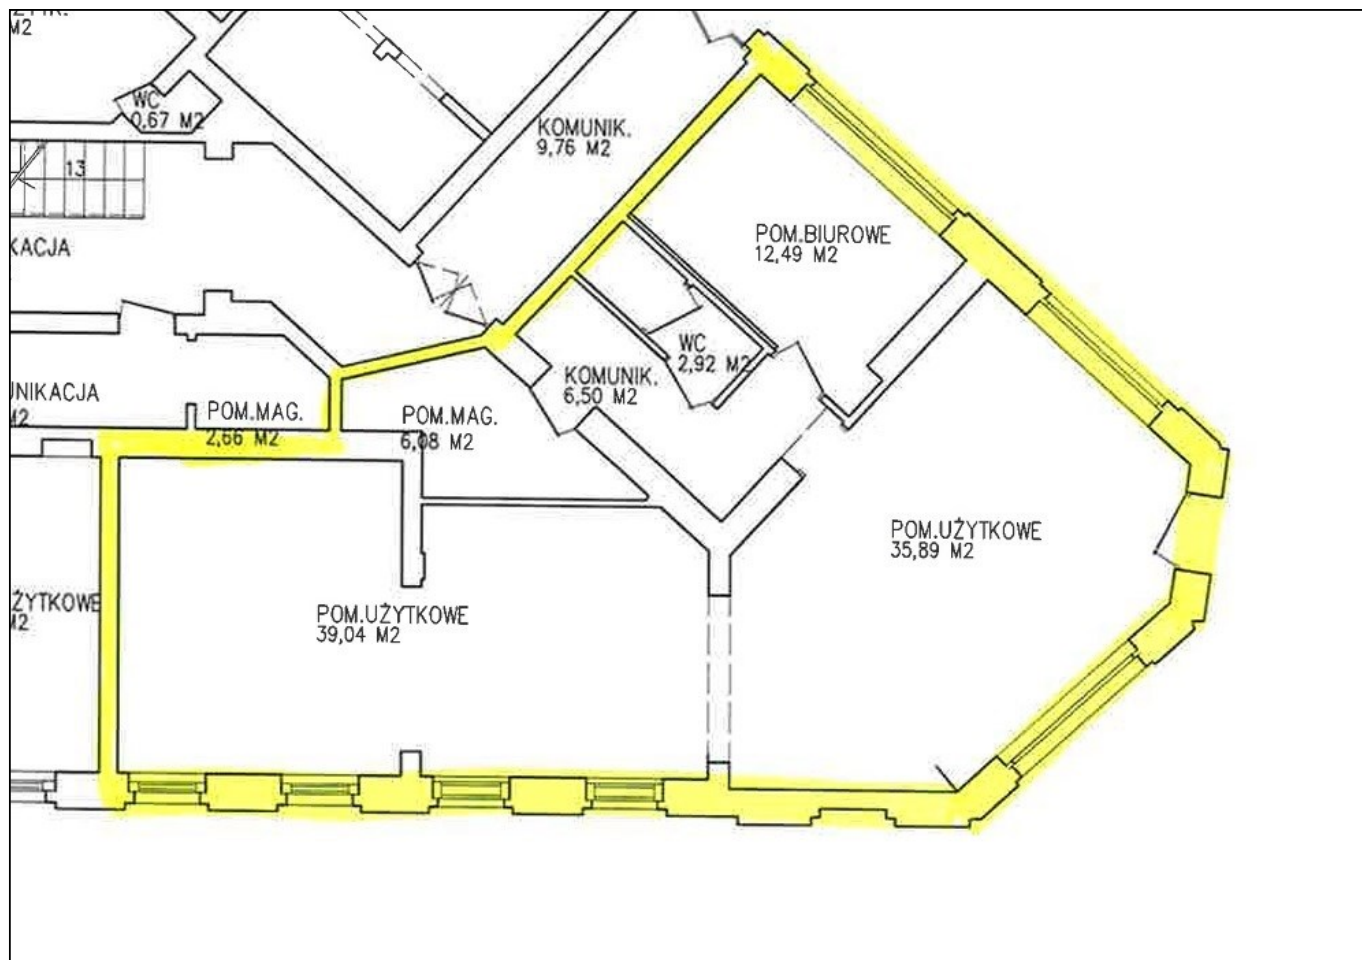 M2
WC
0,67 M2
13
KOMUNIK.
9,76 M2
POM.BIUROWE
12,49 M2
KACJA
WC
2,92 M2
KOMUNIK.
6,50 M2
UNIKACJA
M2
POM.MAG.
2,66 M2
POM.MAG.
6,08 M2
POM.UŻYTKOWE
35,89 M2
ŻYTKOWE
M2
POM.UŻYTKOWE
39,04 M2